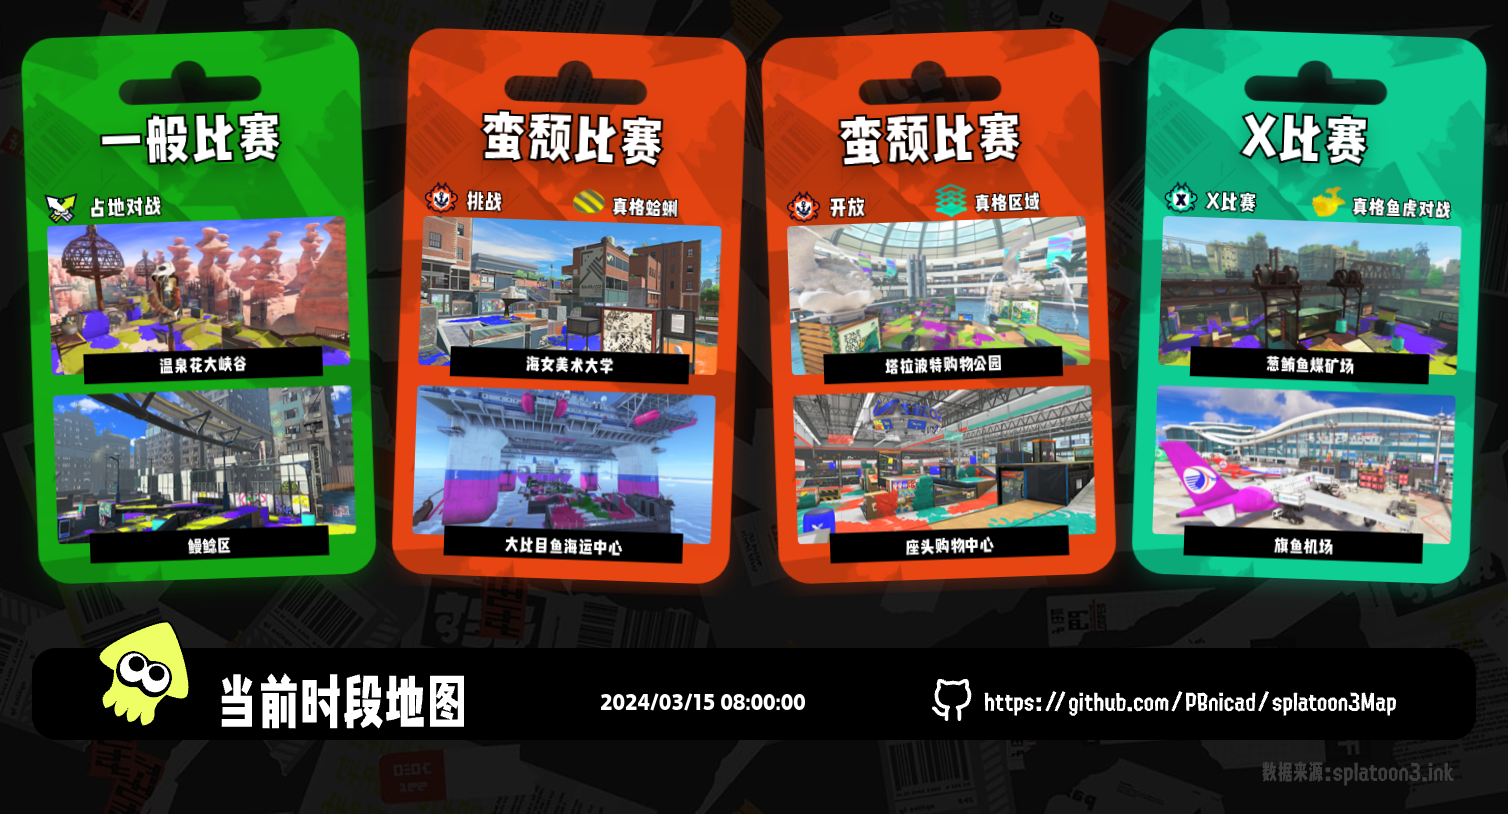 一般比赛
占地对战
温泉花大峡谷
鳗鲶区
蛮颓比赛
挑战
真格蛤蜊
海女美术大学
大比目鱼海运中心
蛮颓比赛
开放
真格区域
塔拉波特购物公园
座头购物中心
X比赛
X比赛
真格鱼虎对战
葱鲔鱼煤矿场
旗鱼机场
当前时段地图
2024/03/15 08:00:00
https://github.com/PBnicad/splatoon3Map
数据来源:splatoon3.ink